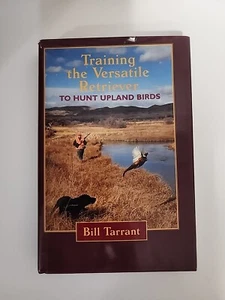 Training
the Versatile
Retriever
TO HUNT UPLAND BIRDS
Bill Tarrant